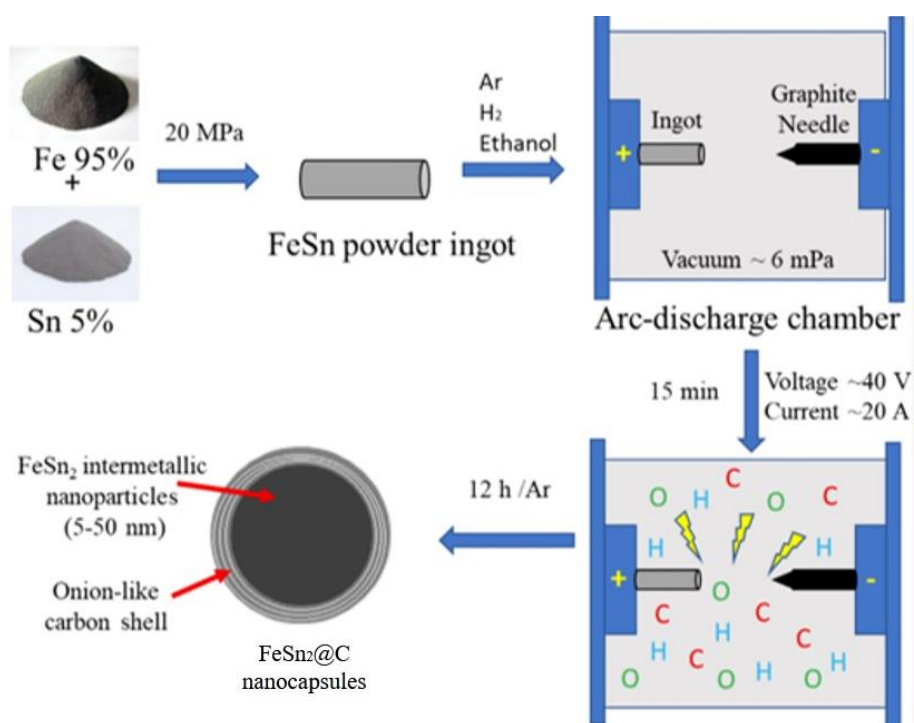 Fe 95%
+
Sn 5%
20 MPa
FeSn powder ingot
Ar
H₂
Ethanol
Ingot
Graphite
Needle
+
-
Vacuum ~ 6 mPa
Arc-discharge chamber
15 min
Voltage ~40 V
Current ~20 A
O
H
C
O
C
H
H
+
-
O
C
C
H
C
H
C
O
H
O
H
12 h /Ar
FeSn₂ intermetallic
nanoparticles
(5-50 nm)
Onion-like
carbon shell
FeSn₂@C
nanocapsules